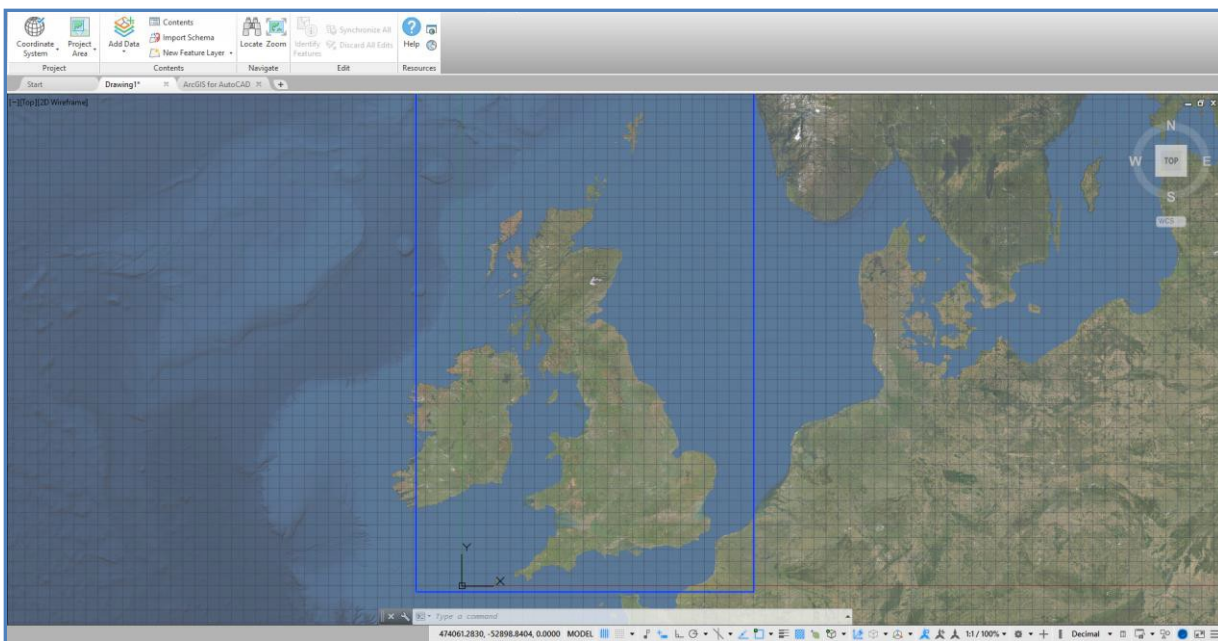 Coordinate System
Project Area
Project
Add Data
Contents
Import Schema
New Feature Layer
Contents
Locate
Zoom
Navigate
Identify Features
Synchronize All
Discard All Edits
Edit
Help
Resources
Start
Drawing1*
ArcGIS for AutoCAD
[−][Top][2D Wireframe]
N
W
TOP
E
S
WCS
Y
X
Type a command
474061.2830, -52898.8404, 0.0000 MODEL
1:1 / 100%
Decimal